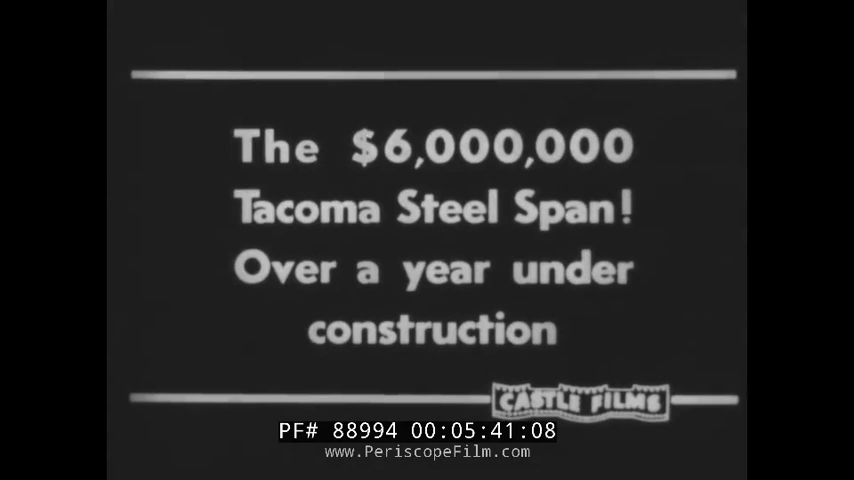 The $6,000,000
Tacoma Steel Span!
Over a year under
construction
CASTLE FILMS
PF# 88994 00:05:41:08
www.PeriscopeFilm.com